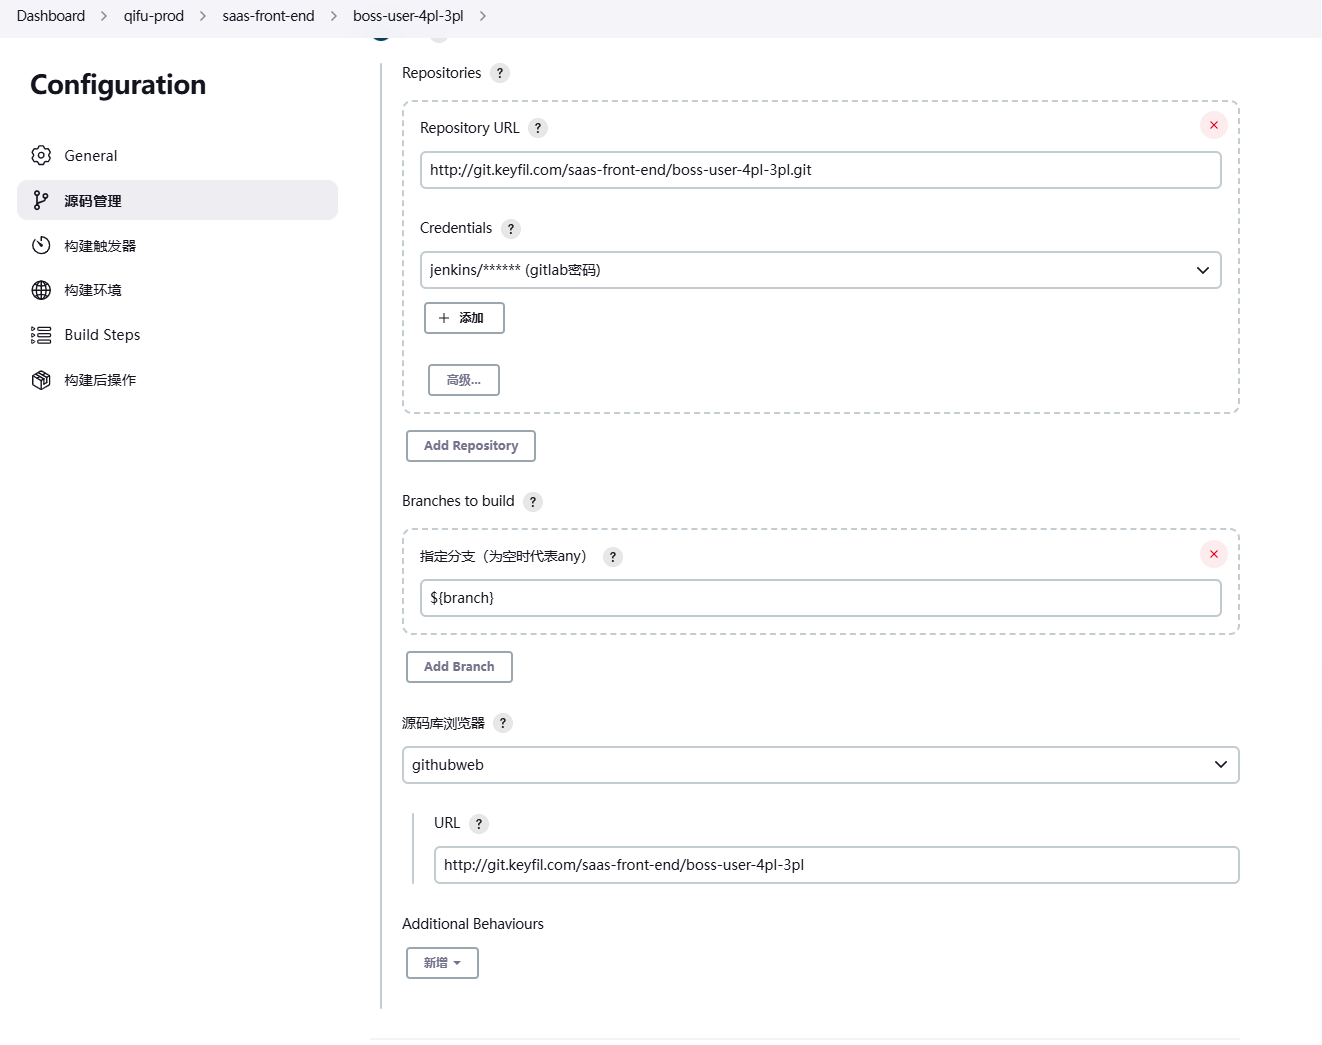 Dashboard > qifu-prod > saas-front-end > boss-user-4pl-3pl >
Configuration
General
源码管理
构建触发器
构建环境
Build Steps
构建后操作
Repositories ?
Repository URL ?
http://git.keyfil.com/saas-front-end/boss-user-4pl-3pl.git
Credentials ?
jenkins/****** (gitlab密码)
+ 添加
高级...
Add Repository
Branches to build ?
指定分支（为空时代表any） ?
${branch}
Add Branch
源码库浏览器 ?
githubweb
URL ?
http://git.keyfil.com/saas-front-end/boss-user-4pl-3pl
Additional Behaviours
新增